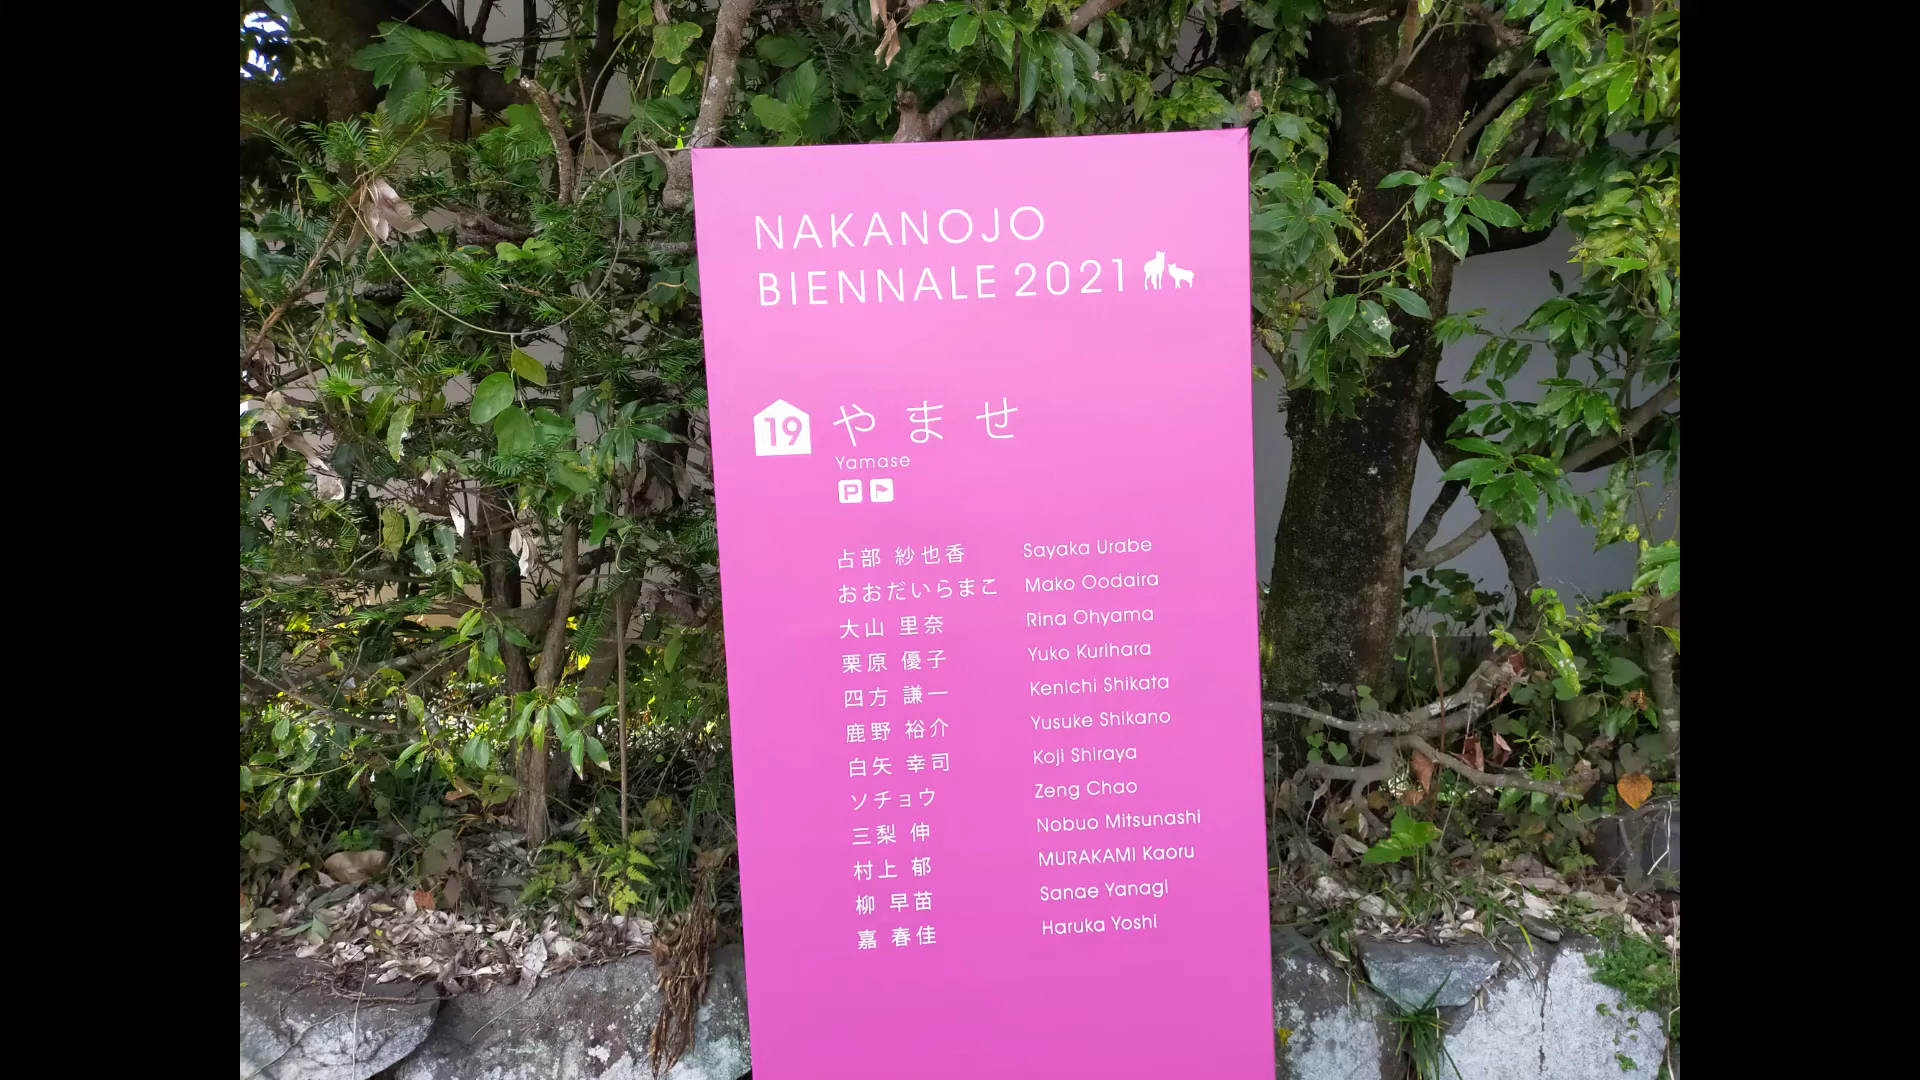 NAKANOJO
BIENNALE 2021
19 やませ
Yamase
P
占部 紗也香 Sayaka Urabe
おおだいらまこ Mako Oodaira
大山 里奈 Rina Ohyama
栗原 優子 Yuko Kurihara
四方 謙一 Kenichi Shikata
鹿野 裕介 Yusuke Shikano
白矢 幸司 Koji Shiraya
ソチョウ Zeng Chao
三梨 伸 Nobuo Mitsunashi
村上 郁 MURAKAMI Kaoru
柳 早苗 Sanae Yanagi
嘉 春佳 Haruka Yoshi